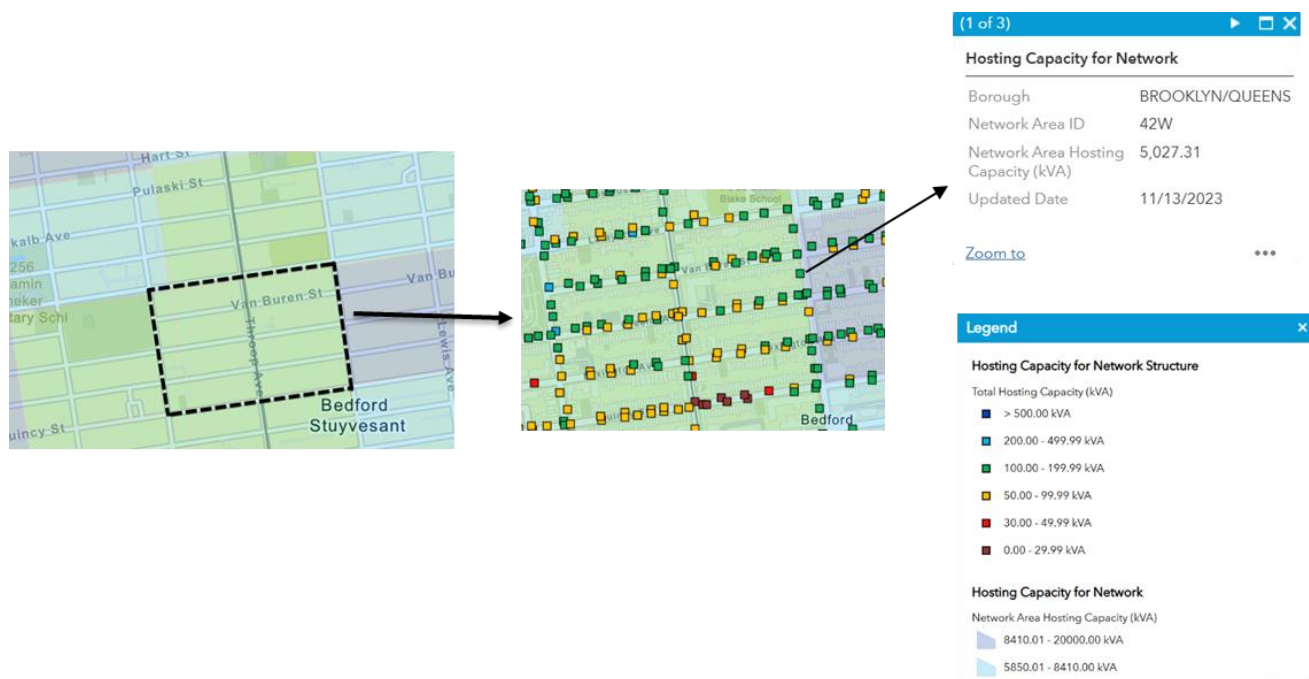 Hart St
Pulaski St
kalb Ave
256
amin
neker
tary Schl
Van Buren St
Van Bu
Throop Ave
Lewis Ave
uincy St
Bedford
Stuyvesant
Blake School
Bedford
(1 of 3)
Hosting Capacity for Network
Borough BROOKLYN/QUEENS
Network Area ID 42W
Network Area Hosting 5,027.31
Capacity (kVA)
Updated Date 11/13/2023
Zoom to
Legend
Hosting Capacity for Network Structure
Total Hosting Capacity (kVA)
> 500.00 kVA
200.00 - 499.99 kVA
100.00 - 199.99 kVA
50.00 - 99.99 kVA
30.00 - 49.99 kVA
0.00 - 29.99 kVA
Hosting Capacity for Network
Network Area Hosting Capacity (kVA)
8410.01 - 20000.00 kVA
5850.01 - 8410.00 kVA